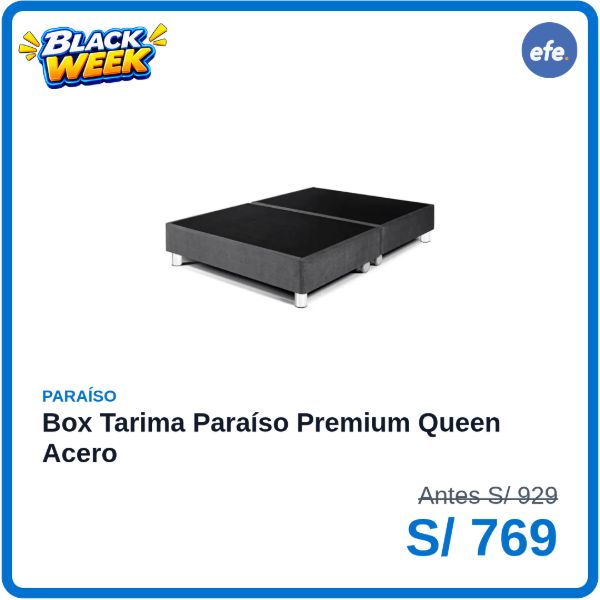 BLACK
WEEK
efe.
PARAÍSO
Box Tarima Paraíso Premium Queen
Acero
Antes S/ 929
S/ 769